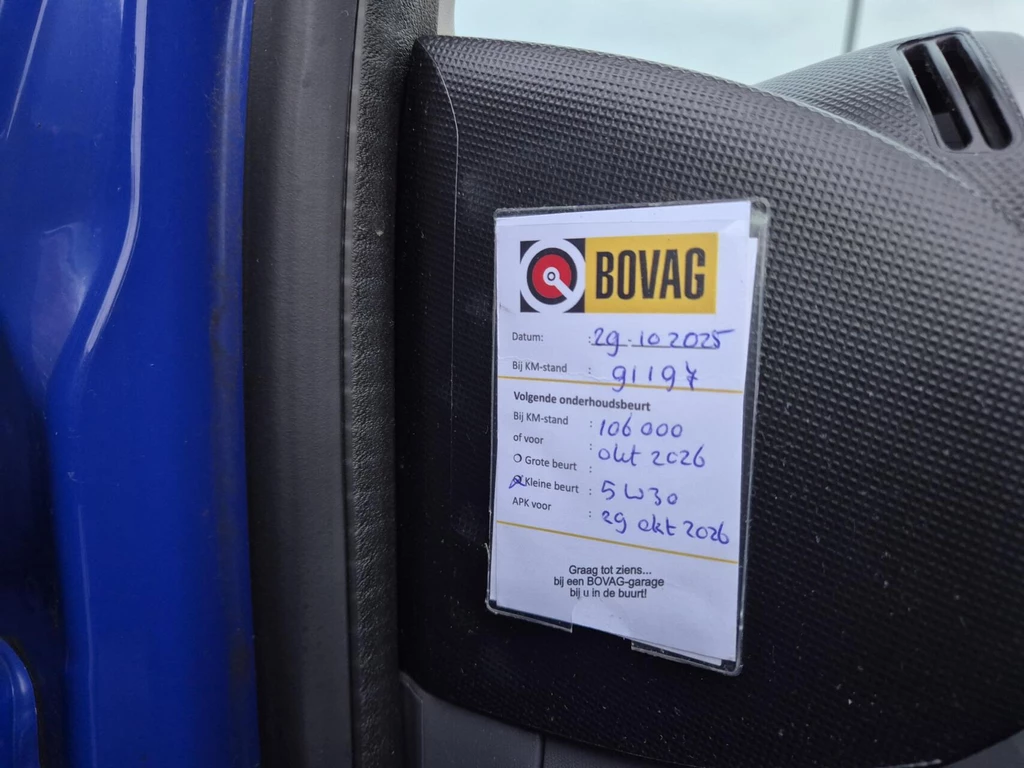 BOVAG
Datum: : 29.10 2025
Bij KM-stand : 91197
Volgende onderhoudsbeurt
Bij KM-stand : 106 000
of voor : okt 2026
Grote beurt :
Kleine beurt : 5W30
APK voor : 29 okt 2026
Graag tot ziens...
bij een BOVAG-garage
bij u in de buurt!